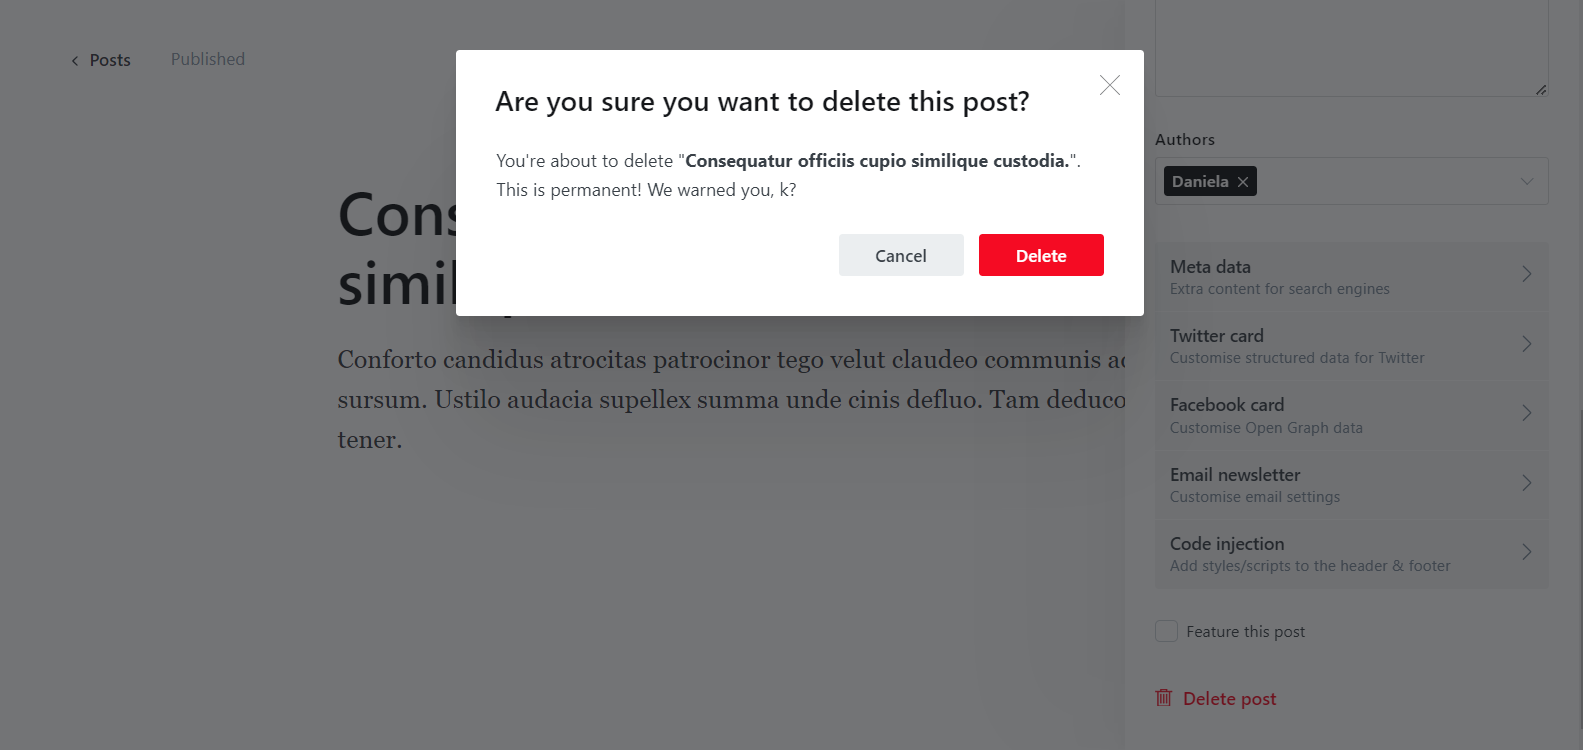 Posts
Published
Are you sure you want to delete this post?
You're about to delete "Consequatur officiis cupio similique custodia.".
This is permanent! We warned you, k?
Cancel
Delete
Conforto candidus atrocitas patrocinor tego velut claudeo communis
sursum. Ustilo audacia supellex summa unde cinis defluo. Tam deduco
tener.
Authors
Daniela
Meta data
Extra content for search engines
Twitter card
Customise structured data for Twitter
Facebook card
Customise Open Graph data
Email newsletter
Customise email settings
Code injection
Add styles/scripts to the header & footer
Feature this post
Delete post